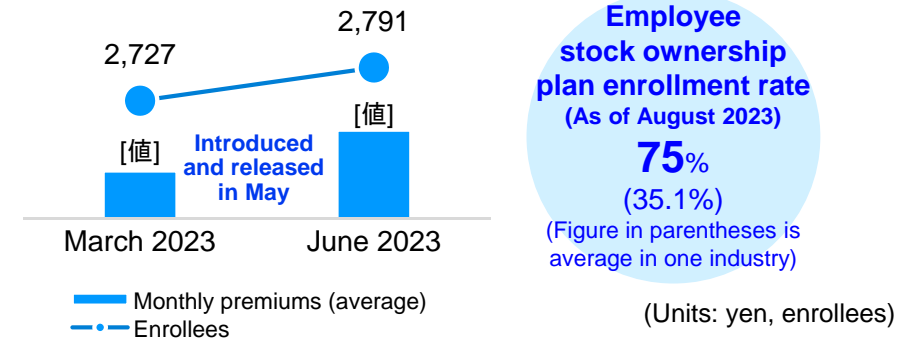 2,727
2,791
[値]
[値]
Introduced
and released
in May
March 2023
June 2023
Monthly premiums (average)
Enrollees
Employee
stock ownership
plan enrollment rate
(As of August 2023)
75%
(35.1%)
(Figure in parentheses is
average in one industry)
(Units: yen, enrollees)